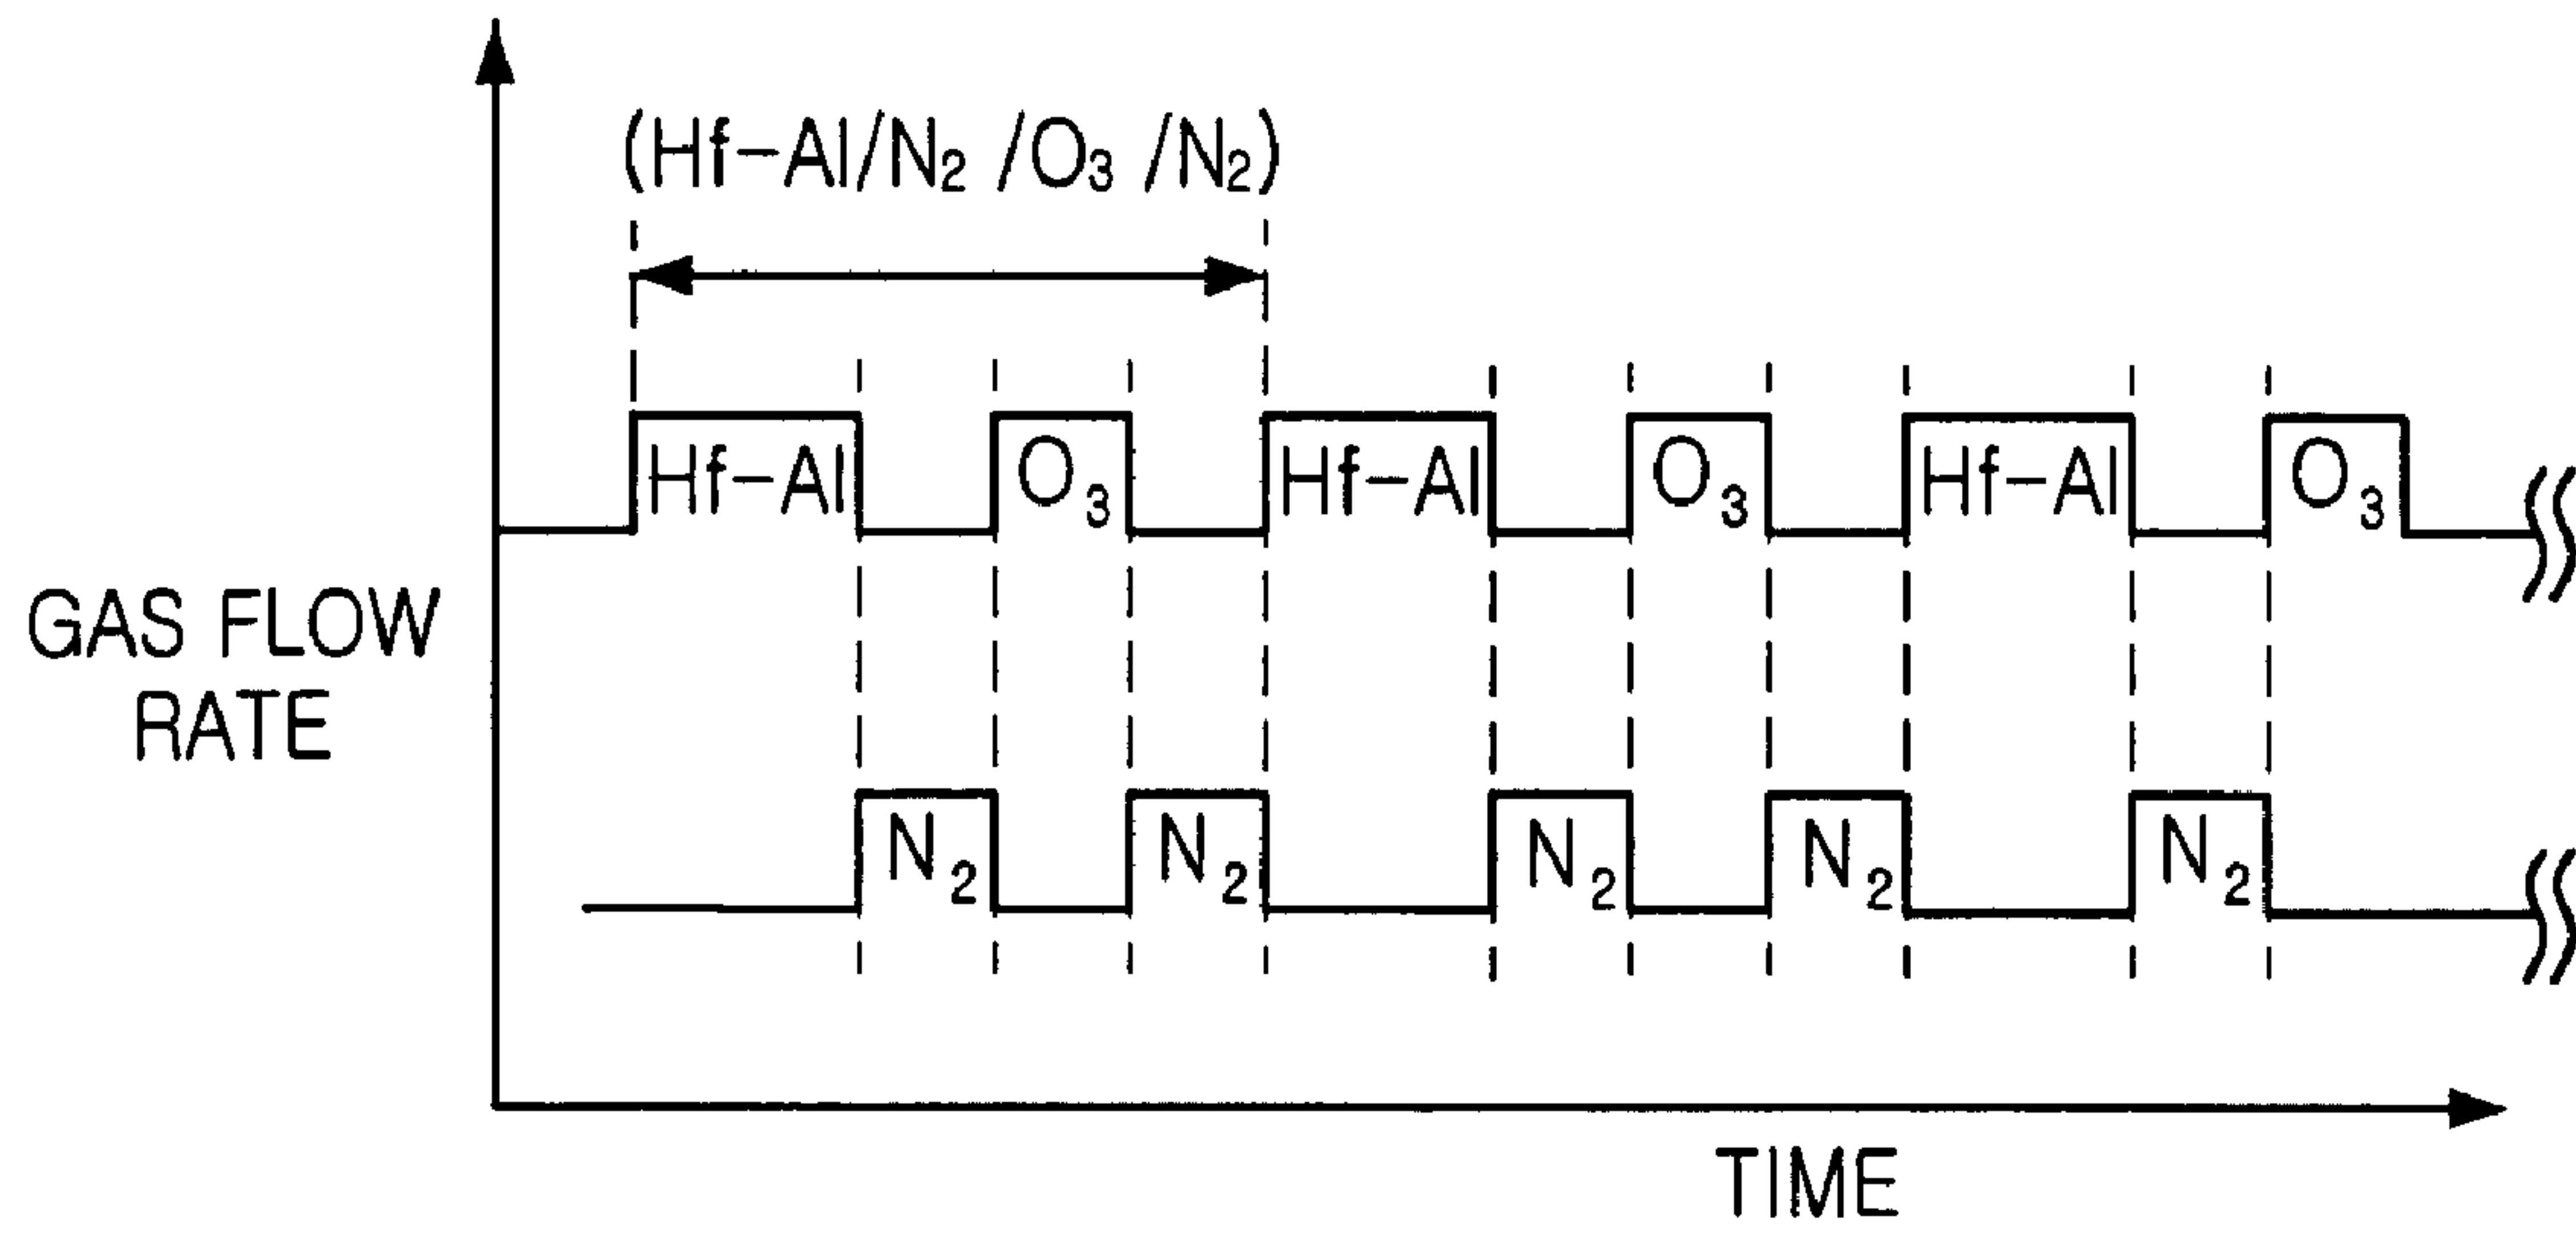 (Hf-Al/N₂ /O₃ /N₂)
Hf-Al O₃ Hf-Al O₃ Hf-Al O₃
GAS FLOW
RATE
N₂ N₂ N₂ N₂ N₂
TIME